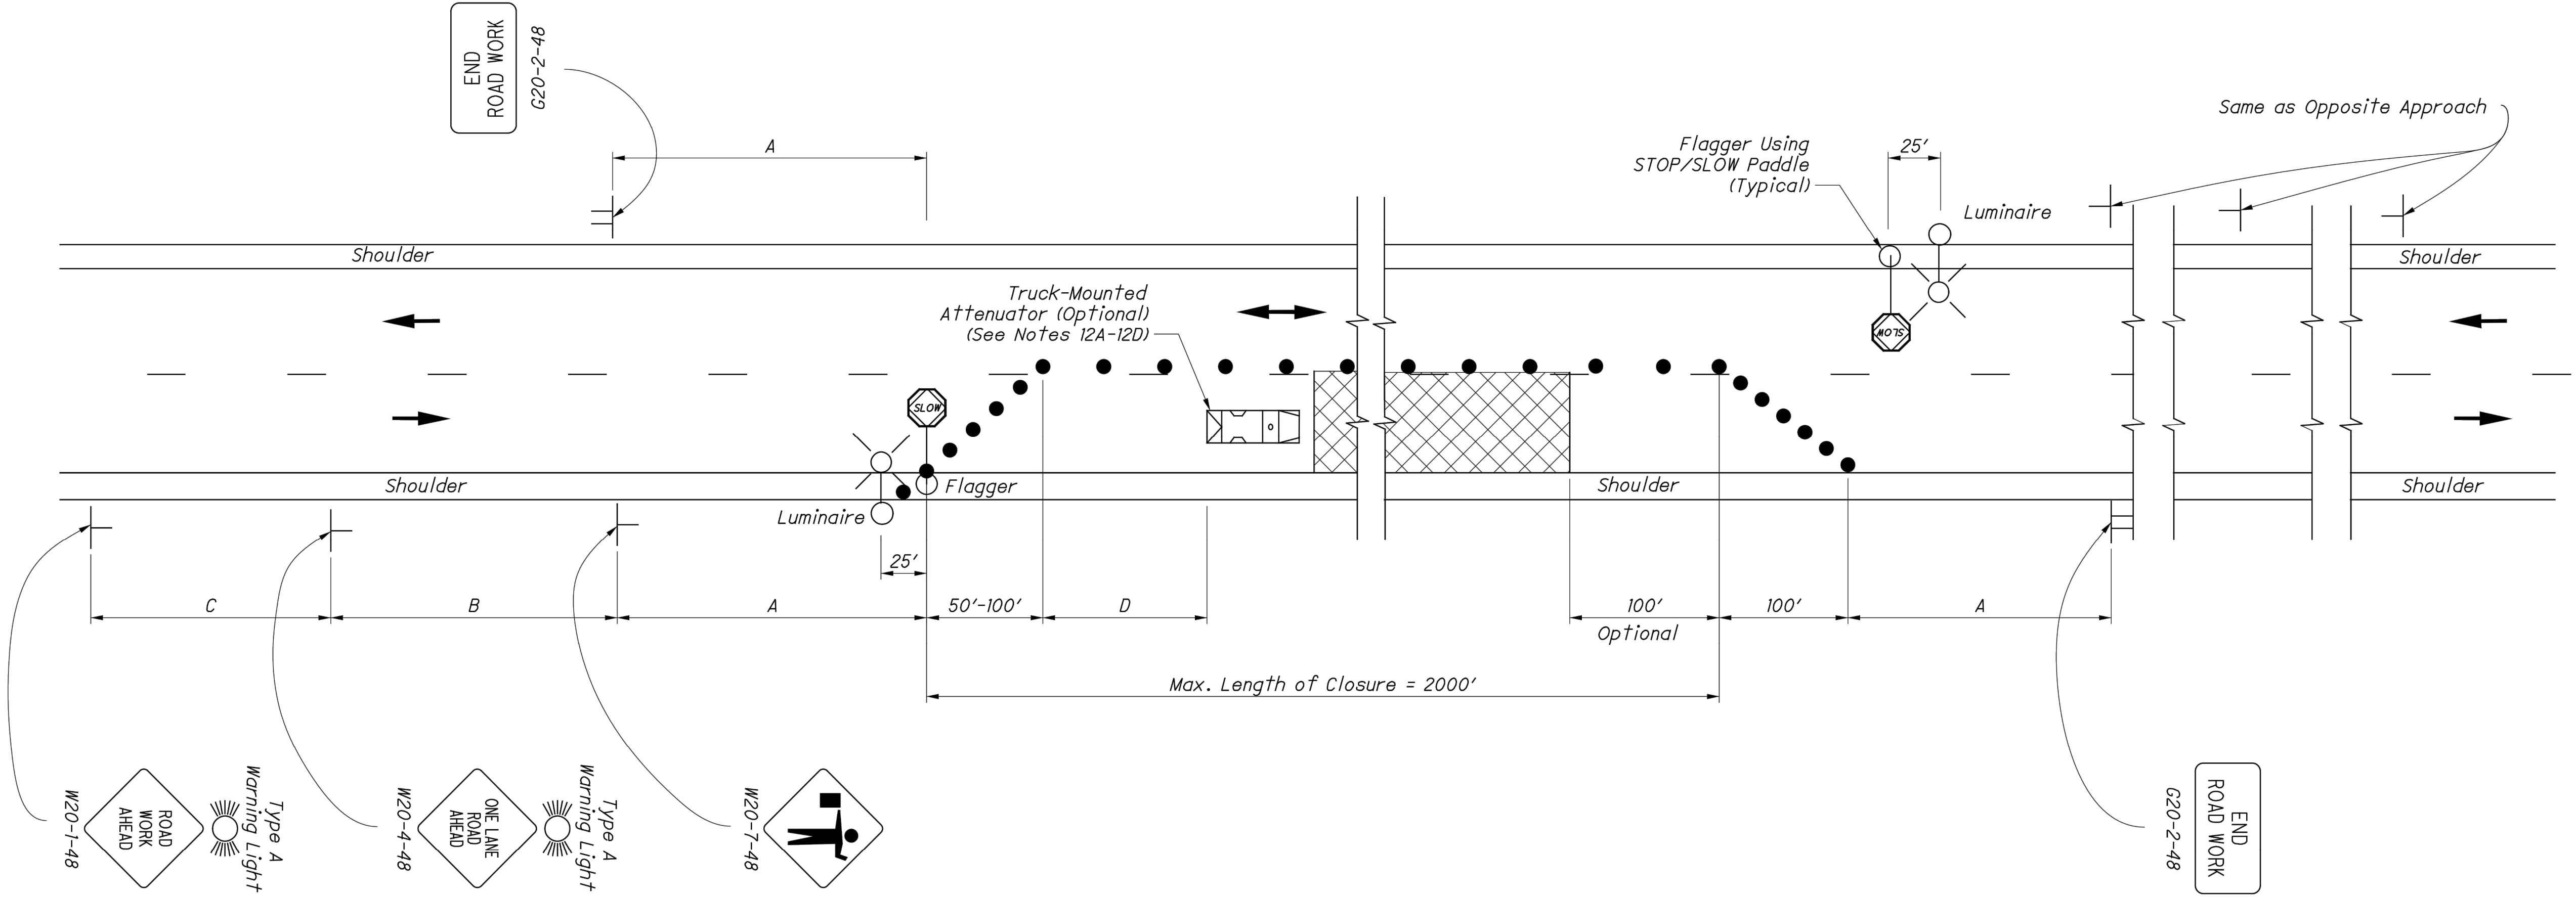 END
ROAD WORK
G20-2-48
A
Same as Opposite Approach
Flagger Using
STOP/SLOW Paddle
(Typical)
25'
Luminaire
Shoulder
Shoulder
Truck-Mounted
Attenuator (Optional)
(See Notes 12A-12D)
SLOW
SLOW
Shoulder
Flagger
Shoulder
Shoulder
Luminaire
25'
C
B
A
50'-100'
D
100'
Optional
100'
A
Max. Length of Closure = 2000'
W20-1-48
ROAD
WORK
AHEAD
Type A
Warning Light
W20-4-48
ONE LANE
ROAD
AHEAD
Type A
Warning Light
W20-7-48
G20-2-48
END
ROAD WORK